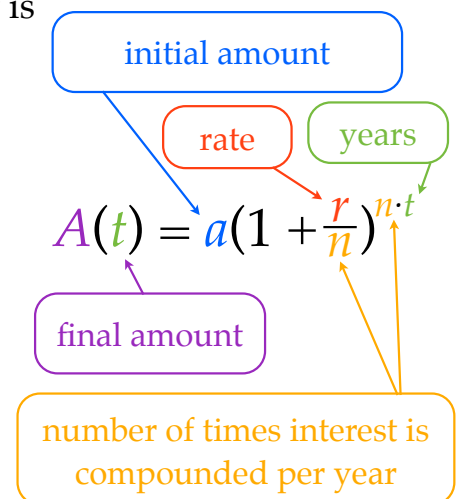 is
initial amount
rate
years
A(t) = a(1 + r/n)^{n·t}
final amount
number of times interest is
compounded per year